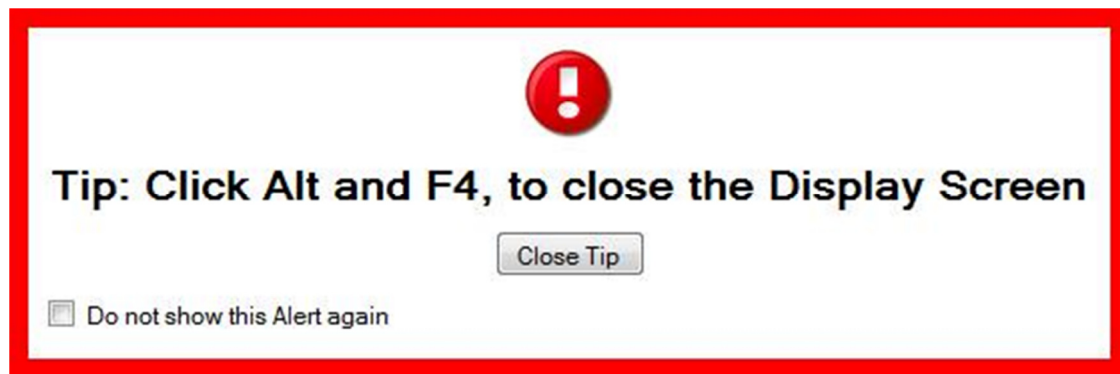 Tip: Click Alt and F4, to close the Display Screen
Close Tip
Do not show this Alert again